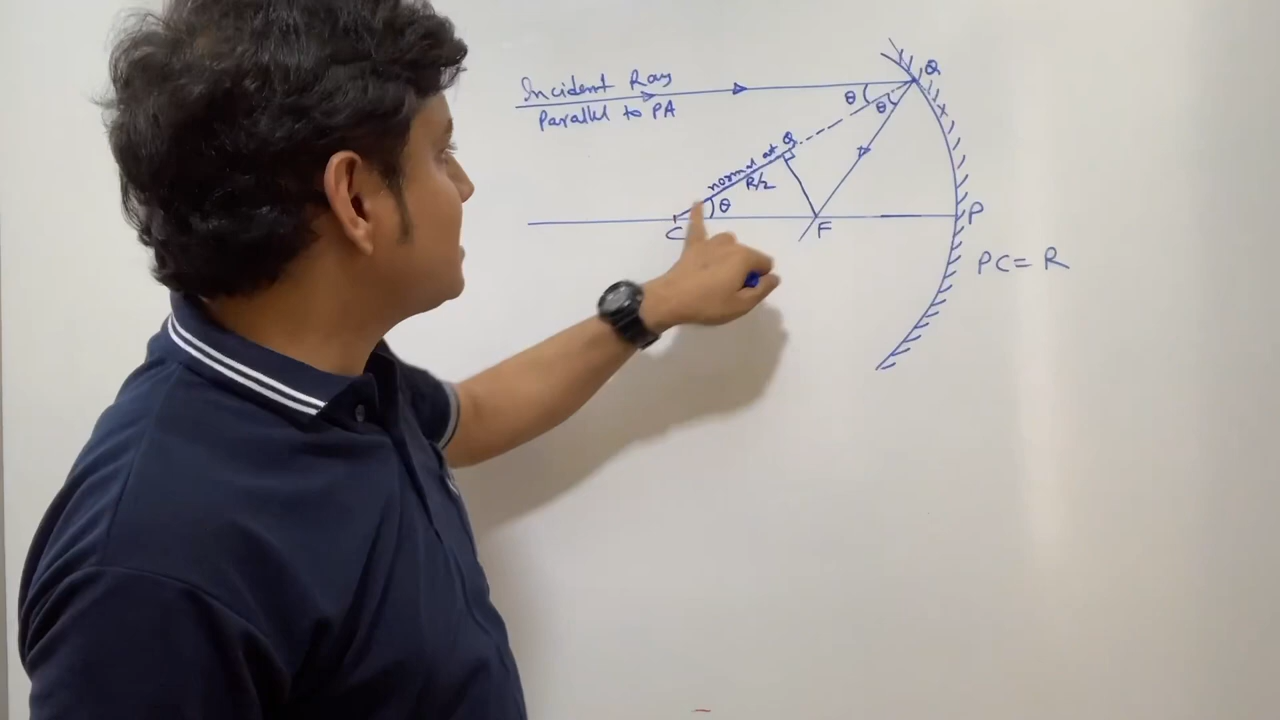 Incident Ray
Parallel to PA
Q
θ
θ
normal at Q
R/2
θ
C
F
P
PC = R